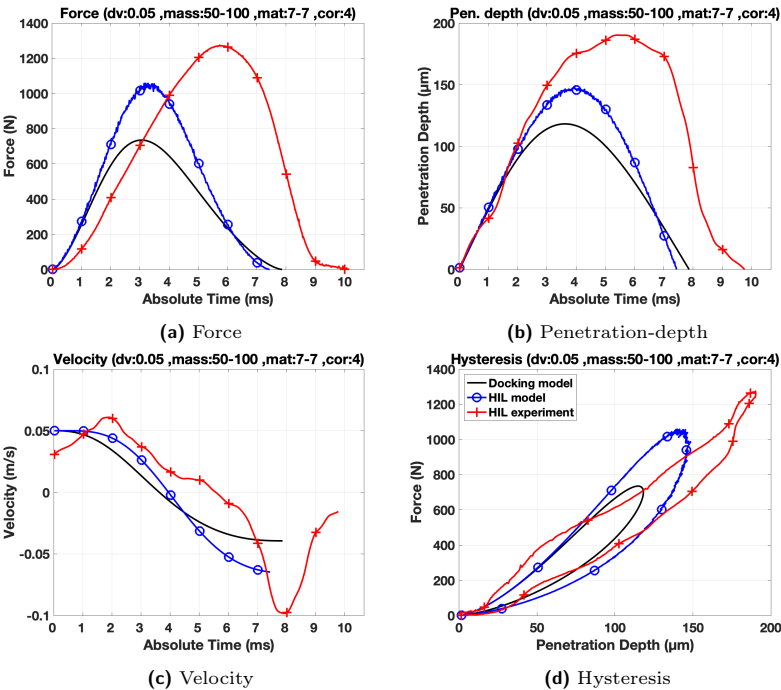 Force (dv:0.05 ,mass:50-100 ,mat:7-7 ,cor:4)
1400
1200
1000
800
600
400
200
0
Force (N)
0 1 2 3 4 5 6 7 8 9 10
Absolute Time (ms)
(a) Force
Pen. depth (dv:0.05 ,mass:50-100 ,mat:7-7 ,cor:4)
200
150
100
50
0
Penetration Depth (µm)
0 1 2 3 4 5 6 7 8 9 10
Absolute Time (ms)
(b) Penetration-depth
Velocity (dv:0.05 ,mass:50-100 ,mat:7-7 ,cor:4)
0.1
0.05
0
-0.05
-0.1
Velocity (m/s)
0 1 2 3 4 5 6 7 8 9 10
Absolute Time (ms)
(c) Velocity
Hysteresis (dv:0.05 ,mass:50-100 ,mat:7-7 ,cor:4)
Docking model
HIL model
HIL experiment
1400
1200
1000
800
600
400
200
0
Force (N)
50 100 150 200
Penetration Depth (µm)
(d) Hysteresis